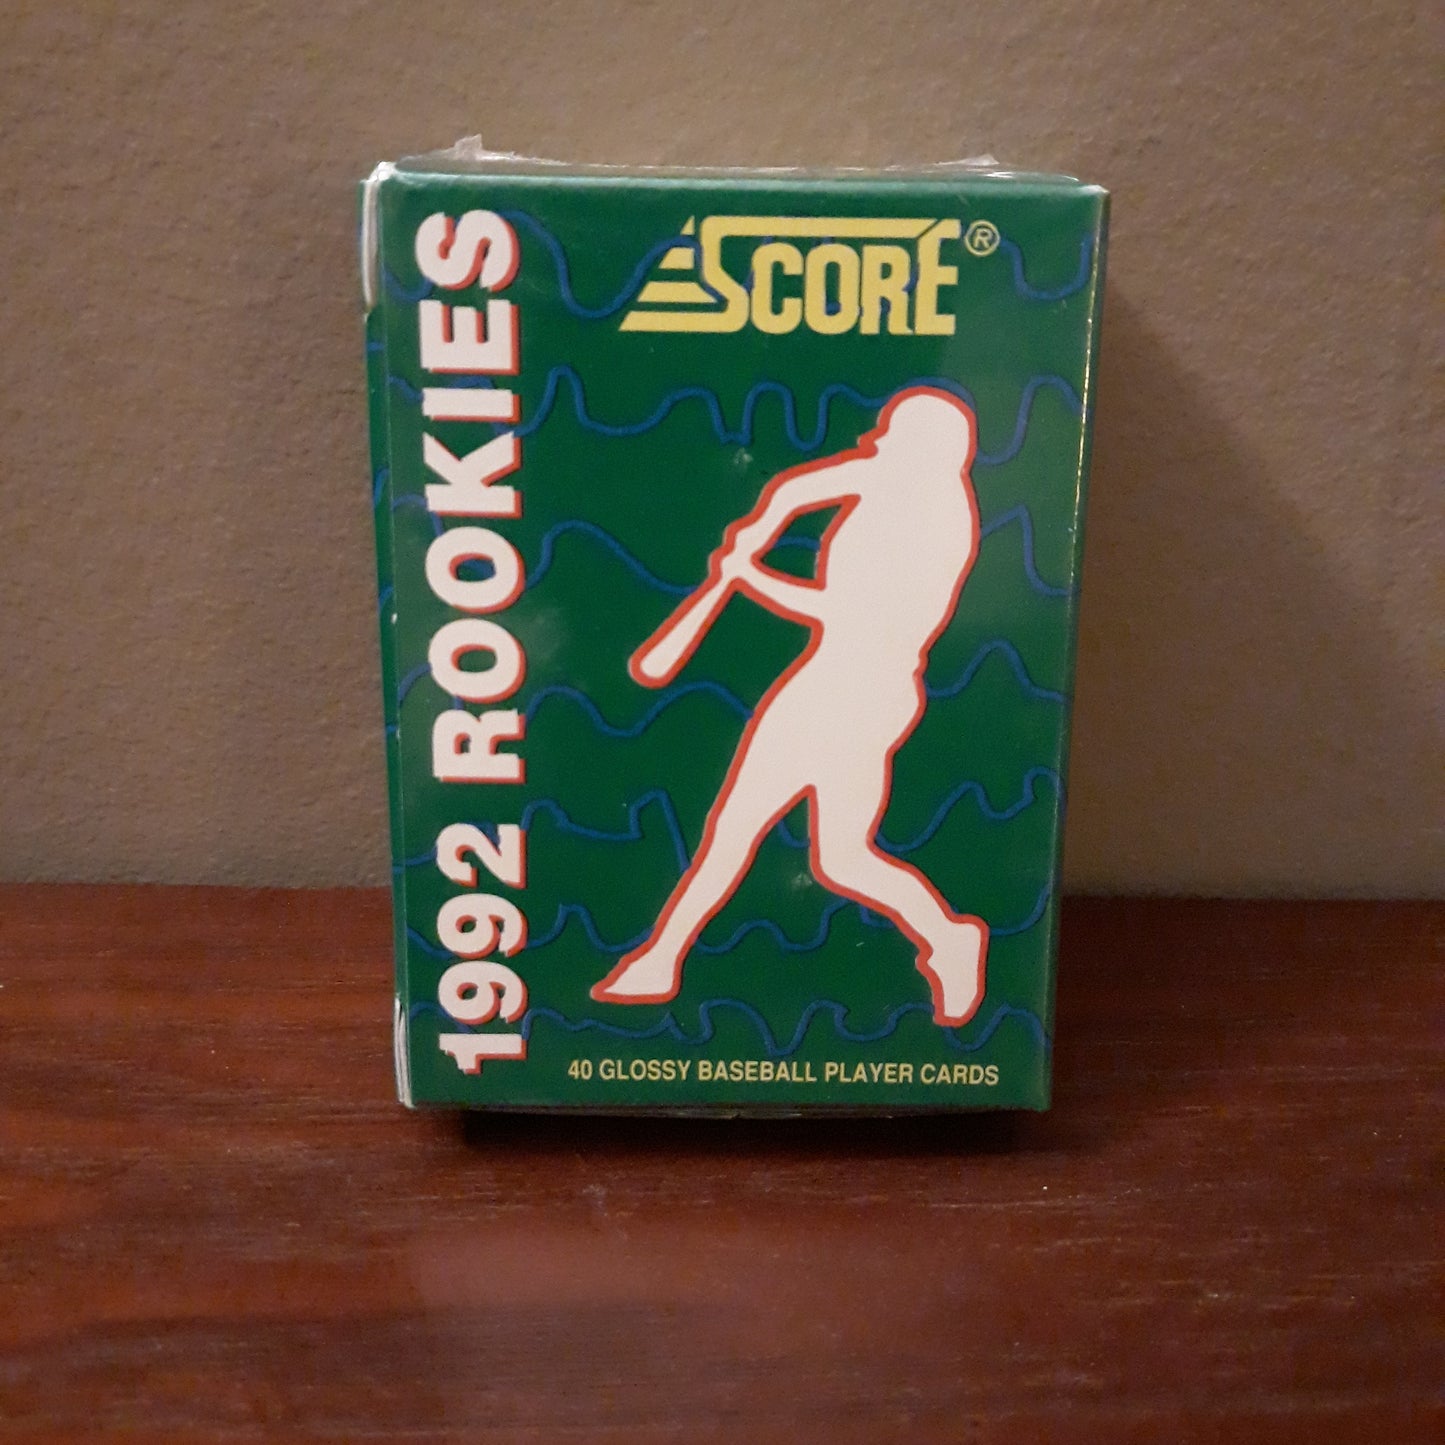 1992 ROOKIES
SCORE®
40 GLOSSY BASEBALL PLAYER CARDS